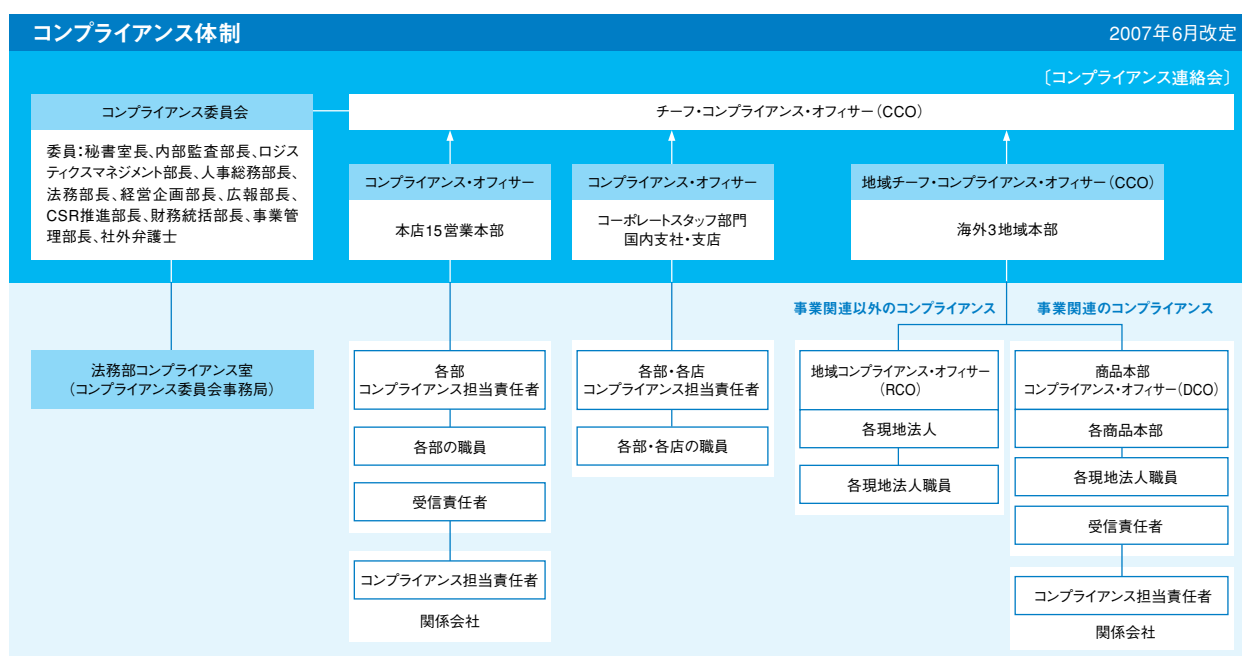 コンプライアンス体制
2007年6月改定
〔コンプライアンス連絡会〕
コンプライアンス委員会
委員：秘書室長、内部監査部長、ロジス
ティクスマネジメント部長、人事総務部長、
法務部長、経営企画部長、広報部長、
CSR推進部長、財務統括部長、事業管
理部長、社外弁護士
チーフ・コンプライアンス・オフィサー（CCO）
コンプライアンス・オフィサー
本店15営業本部
コンプライアンス・オフィサー
コーポレートスタッフ部門
国内支社・支店
地域チーフ・コンプライアンス・オフィサー（CCO）
海外3地域本部
法務部コンプライアンス室
（コンプライアンス委員会事務局）
各部
コンプライアンス担当責任者
各部の職員
受信責任者
コンプライアンス担当責任者
関係会社
各部・各店
コンプライアンス担当責任者
各部・各店の職員
事業関連以外のコンプライアンス
地域コンプライアンス・オフィサー
（RCO）
各現地法人
各現地法人職員
事業関連のコンプライアンス
商品本部
コンプライアンス・オフィサー（DCO）
各商品本部
各現地法人職員
受信責任者
コンプライアンス担当責任者
関係会社